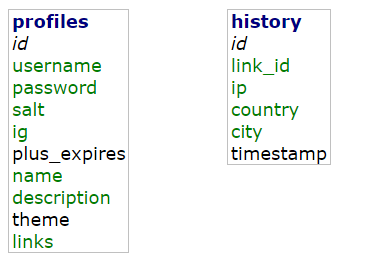 profiles
id
username
password
salt
ig
plus_expires
name
description
theme
links
history
id
link_id
ip
country
city
timestamp